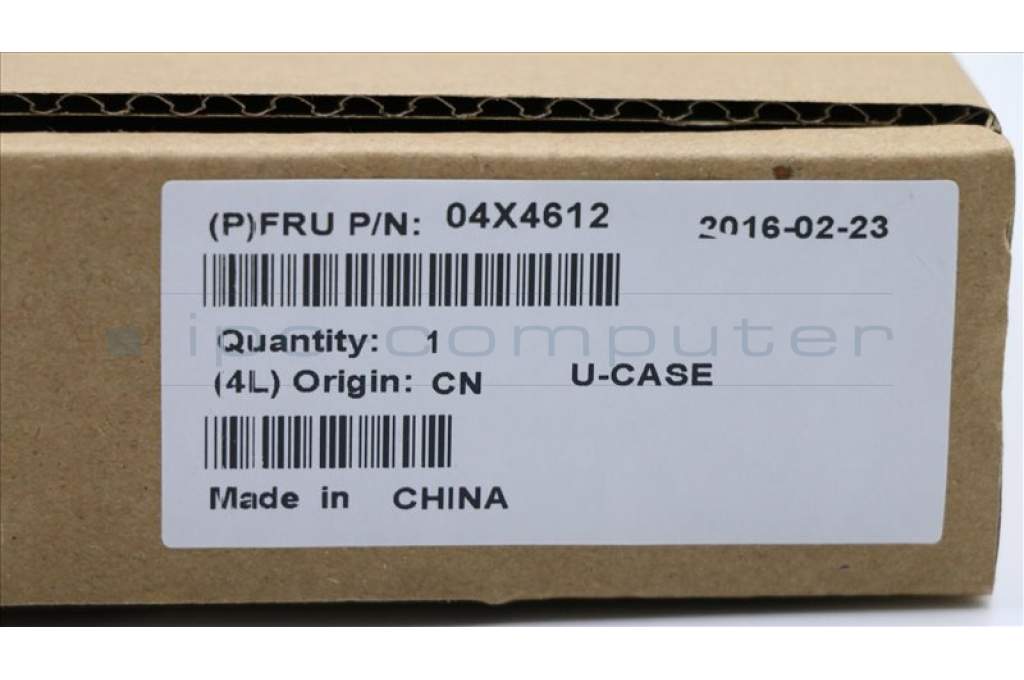 (P)FRU P/N: 04X4612 2016-02-23
ipc-computer
Quantity: 1
(4L) Origin: CN U-CASE
Made in CHINA